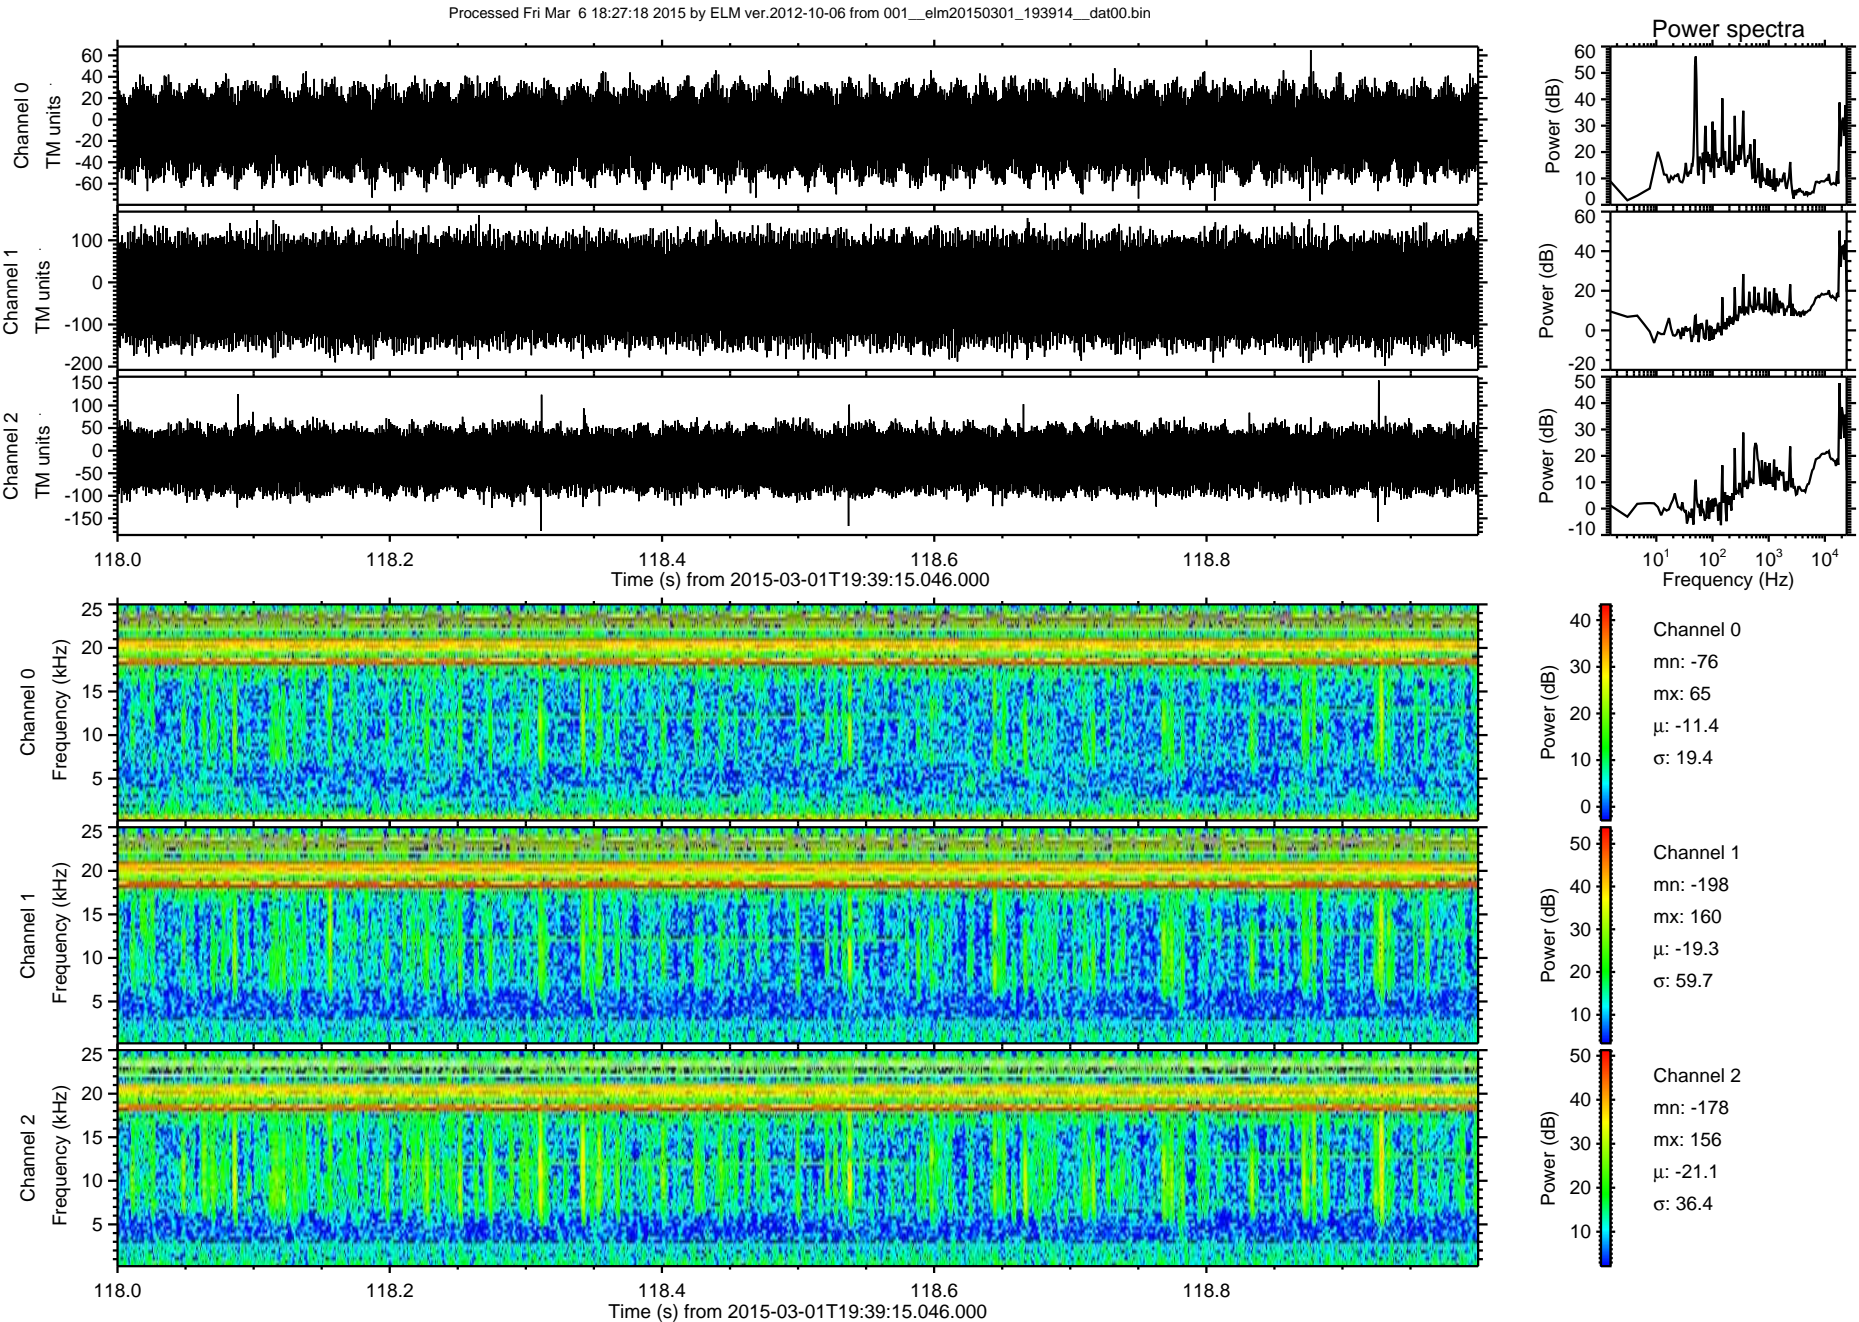 Processed Fri Mar 6 18:27:18 2015 by ELM ver.2012-10-06 from 001__elm20150301_193914__dat00.bin
Power spectra
Channel 0
TM units
60
40
20
0
-20
-40
-60
Power (dB)
60
50
40
30
20
10
0
Channel 1
TM units
100
0
-100
-200
Power (dB)
60
40
20
0
-20
Channel 2
TM units
150
100
50
0
-50
-100
-150
Power (dB)
50
40
30
20
10
0
-10
118.0 118.2 118.4 118.6 118.8
Time (s) from 2015-03-01T19:39:15.046.000
10^1 10^2 10^3 10^4
Frequency (Hz)
Channel 0
Frequency (kHz)
25
20
15
10
5
Power (dB)
40
30
20
10
0
Channel 0
mn: -76
mx: 65
μ: -11.4
σ: 19.4
Channel 1
Frequency (kHz)
25
20
15
10
5
Power (dB)
50
40
30
20
10
Channel 1
mn: -198
mx: 160
μ: -19.3
σ: 59.7
Channel 2
Frequency (kHz)
25
20
15
10
5
Power (dB)
50
40
30
20
10
Channel 2
mn: -178
mx: 156
μ: -21.1
σ: 36.4
118.0 118.2 118.4 118.6 118.8
Time (s) from 2015-03-01T19:39:15.046.000